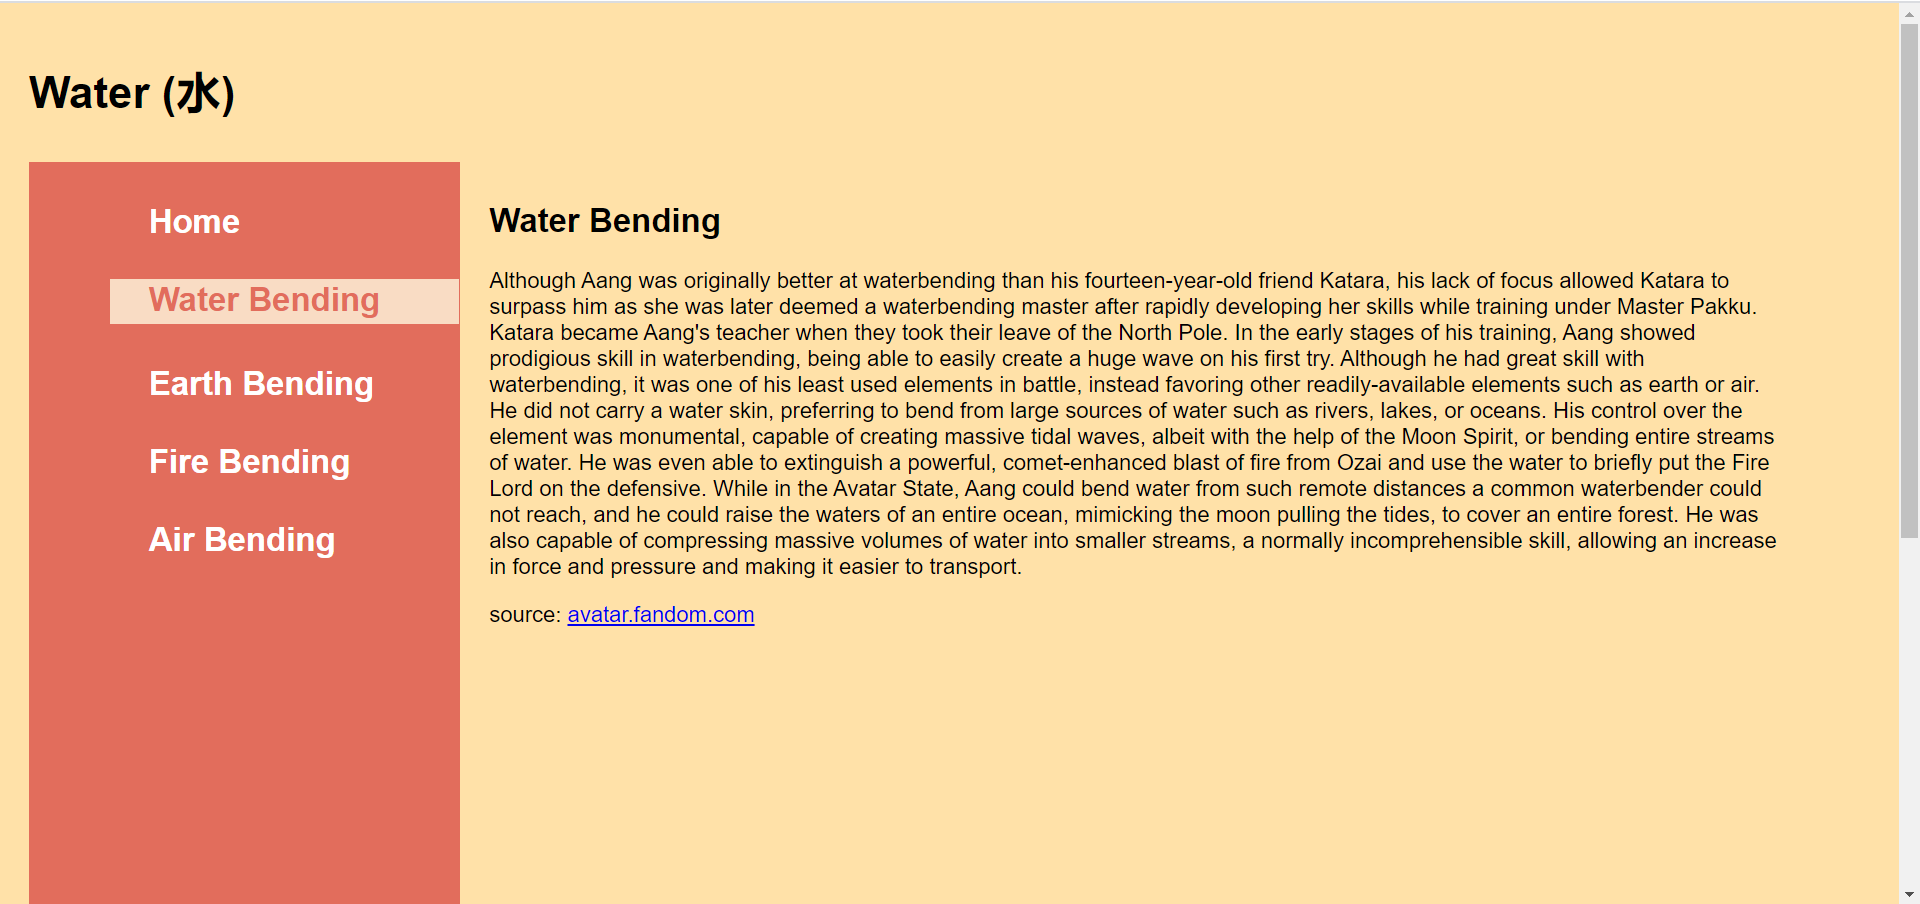 Water (水)
Home
Water Bending
Earth Bending
Fire Bending
Air Bending
Water Bending
Although Aang was originally better at waterbending than his fourteen-year-old friend Katara, his lack of focus allowed Katara to
surpass him as she was later deemed a waterbending master after rapidly developing her skills while training under Master Pakku.
Katara became Aang's teacher when they took their leave of the North Pole. In the early stages of his training, Aang showed
prodigious skill in waterbending, being able to easily create a huge wave on his first try. Although he had great skill with
waterbending, it was one of his least used elements in battle, instead favoring other readily-available elements such as earth or air.
He did not carry a water skin, preferring to bend from large sources of water such as rivers, lakes, or oceans. His control over the
element was monumental, capable of creating massive tidal waves, albeit with the help of the Moon Spirit, or bending entire streams
of water. He was even able to extinguish a powerful, comet-enhanced blast of fire from Ozai and use the water to briefly put the Fire
Lord on the defensive. While in the Avatar State, Aang could bend water from such remote distances a common waterbender could
not reach, and he could raise the waters of an entire ocean, mimicking the moon pulling the tides, to cover an entire forest. He was
also capable of compressing massive volumes of water into smaller streams, a normally incomprehensible skill, allowing an increase
in force and pressure and making it easier to transport.
source: avatar.fandom.com